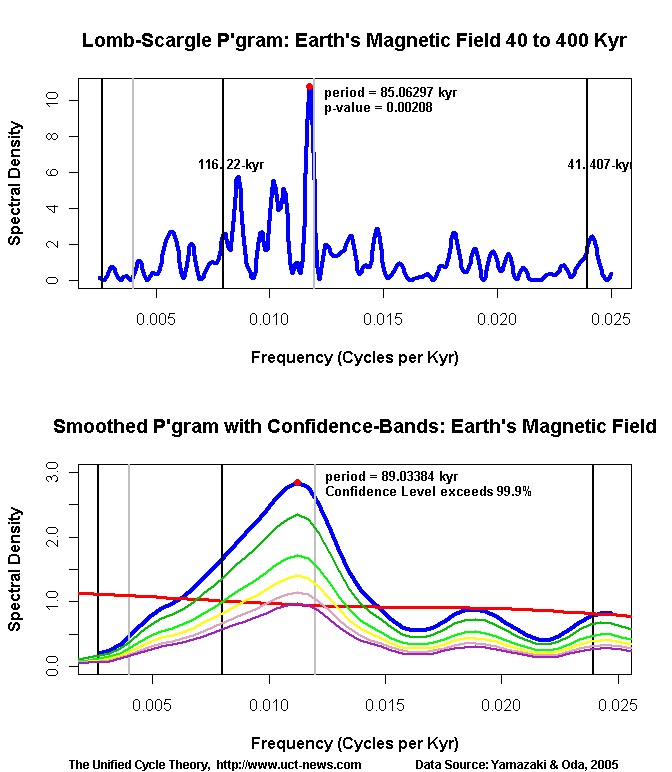 Lomb-Scargle P'gram: Earth's Magnetic Field 40 to 400 Kyr
period = 85.06297 kyr
p-value = 0.00208
116.22-kyr
41.407-kyr
Spectral Density
10
8
6
4
2
0
0.005 0.010 0.015 0.020 0.025
Frequency (Cycles per Kyr)
Smoothed P'gram with Confidence-Bands: Earth's Magnetic Field
period = 89.03384 kyr
Confidence Level exceeds 99.9%
Spectral Density
3.0
2.0
1.0
0.0
0.005 0.010 0.015 0.020 0.025
Frequency (Cycles per Kyr)
The Unified Cycle Theory, http://www.uct-news.com Data Source: Yamazaki & Oda, 2005